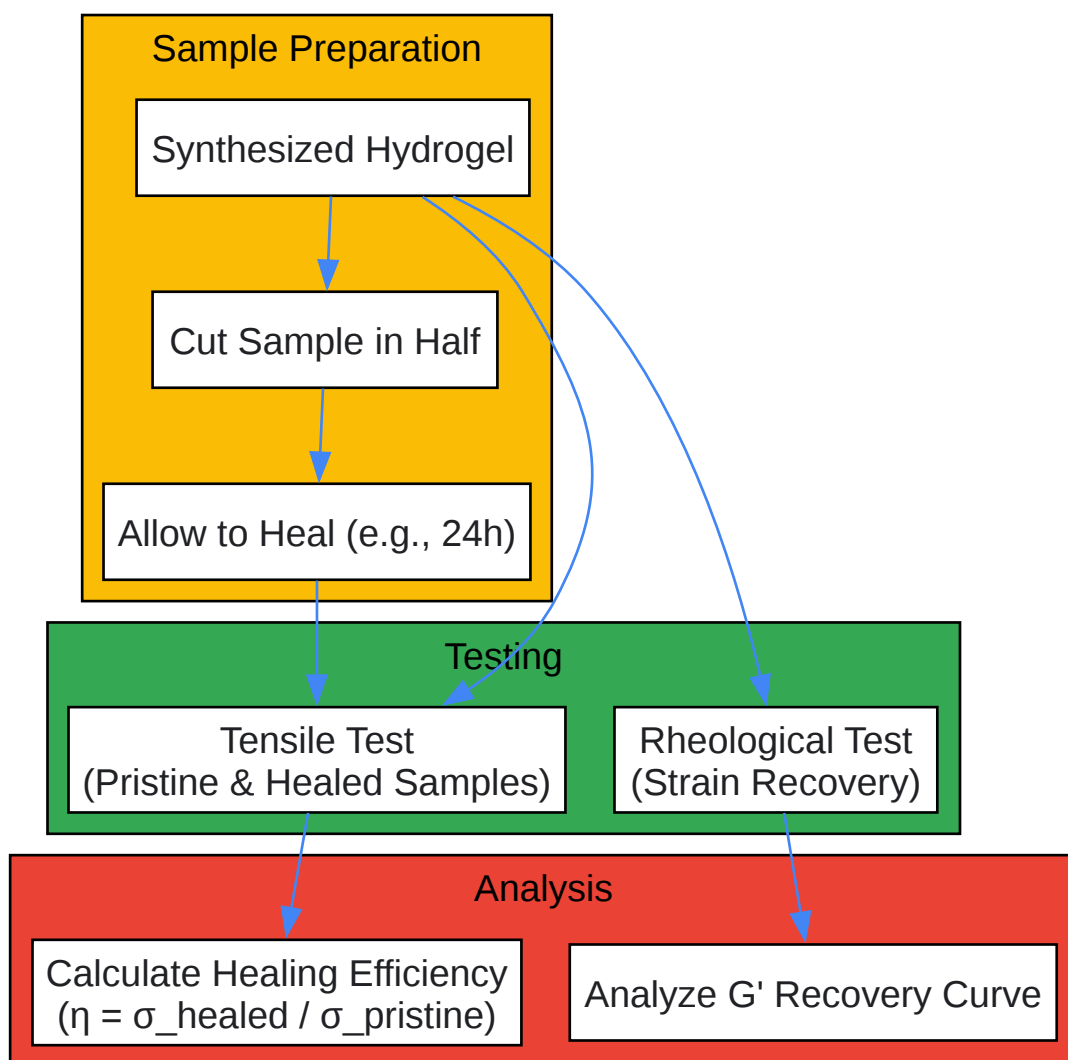 Sample Preparation
Synthesized Hydrogel
Cut Sample in Half
Allow to Heal (e.g., 24h)
Testing
Tensile Test
(Pristine & Healed Samples)
Rheological Test
(Strain Recovery)
Analysis
Calculate Healing Efficiency
(η = σ_healed / σ_pristine)
Analyze G' Recovery Curve